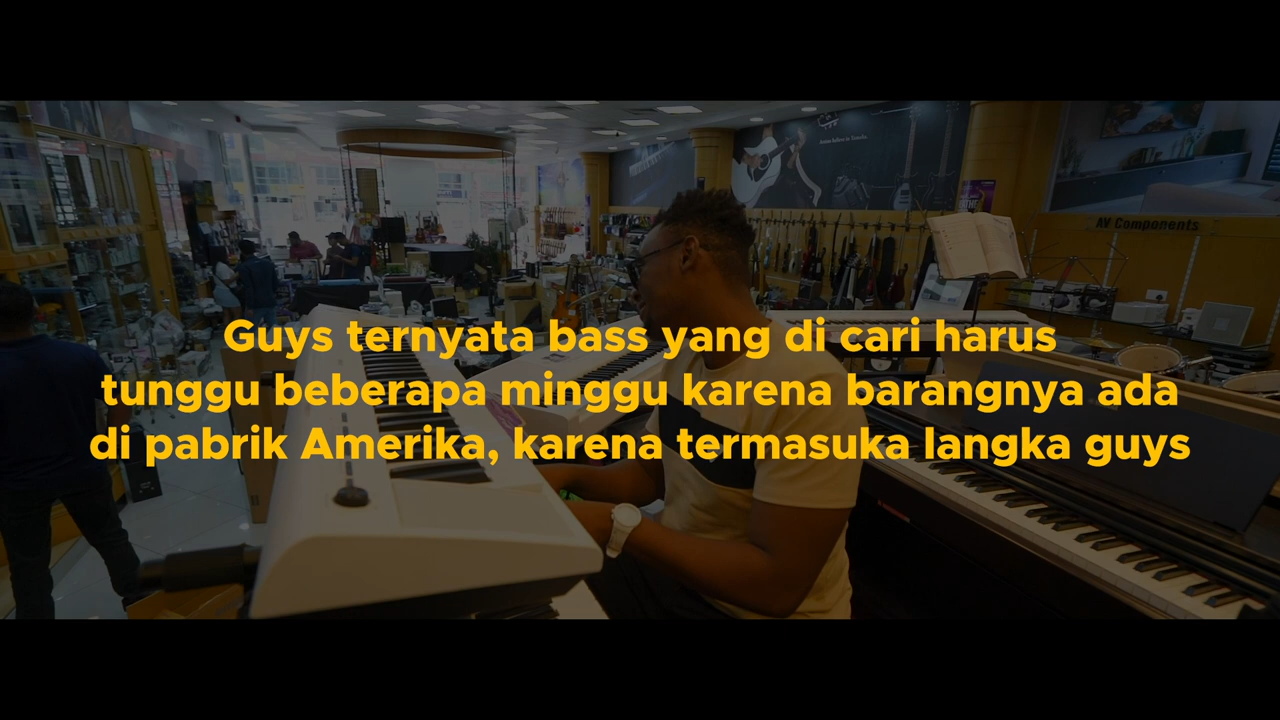 Guys ternyata bass yang di cari harus
tunggu beberapa minggu karena barangnya ada
di pabrik Amerika, karena termasuka langka guys
AV Components